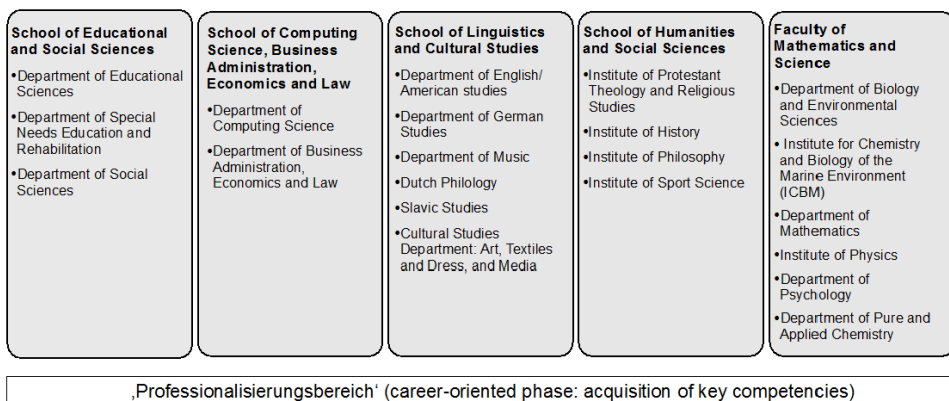 School of Educational
and Social Sciences
•Department of Educational
Sciences
•Department of Special
Needs Education and
Rehabilitation
•Department of Social
Sciences
School of Computing
Science, Business
Administration,
Economics and Law
•Department of
Computing Science
•Department of Business
Administration,
Economics and Law
School of Linguistics
and Cultural Studies
•Department of English/
American studies
•Department of German
Studies
•Department of Music
•Dutch Philology
•Slavic Studies
•Cultural Studies
Department: Art, Textiles
and Dress, and Media
School of Humanities
and Social Sciences
•Institute of Protestant
Theology and Religious
Studies
•Institute of History
•Institute of Philosophy
•Institute of Sport Science
Faculty of
Mathematics and
Science
•Department of Biology
and Environmental
Sciences
• Institute for Chemistry
and Biology of the
Marine Environment
(ICBM)
•Department of
Mathematics
•Institute of Physics
•Department of
Psychology
•Department of Pure and
Applied Chemistry
‚Professionalisierungsbereich‘ (career-oriented phase: acquisition of key competencies)